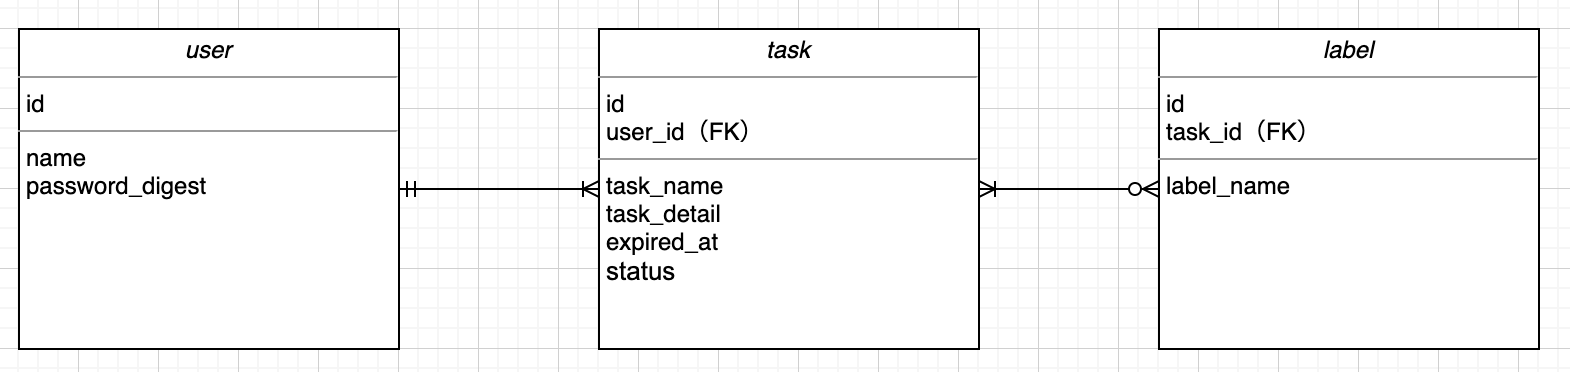 user
id
name
password_digest
task
id
user_id（FK）
task_name
task_detail
expired_at
status
label
id
task_id（FK）
label_name